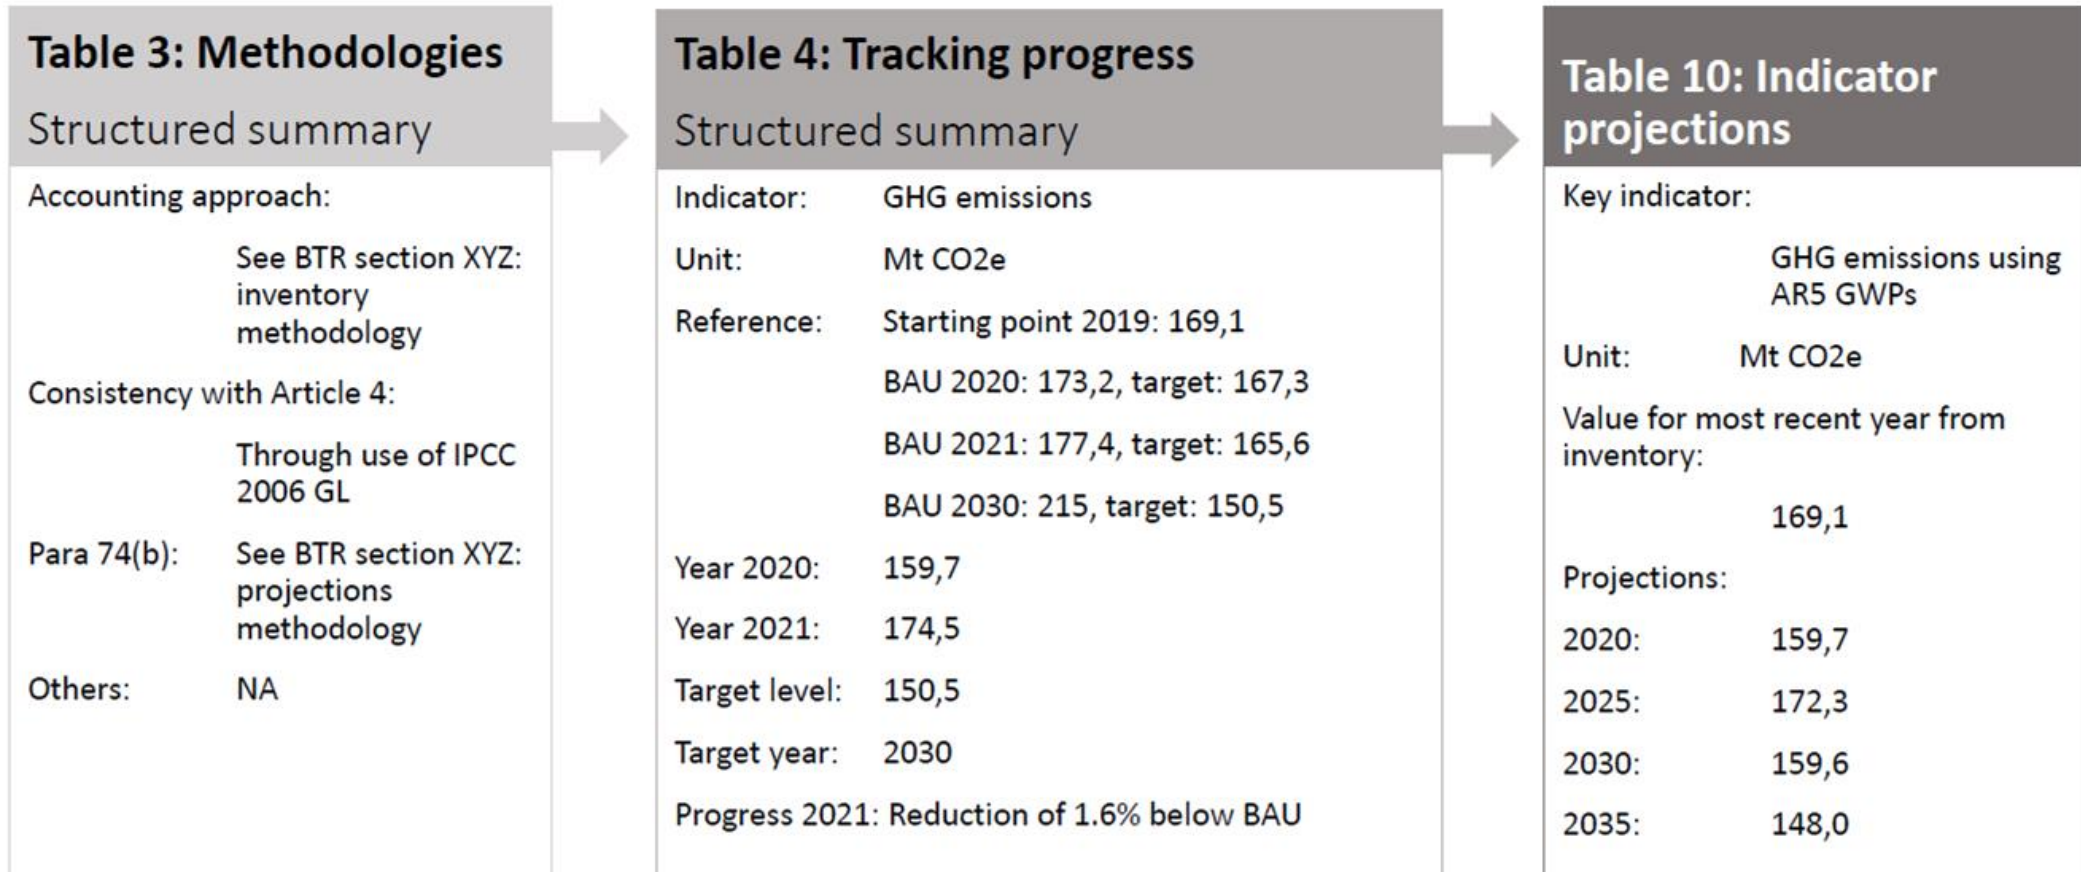 Table 3: Methodologies
Structured summary
Accounting approach:
See BTR section XYZ:
inventory
methodology
Consistency with Article 4:
Through use of IPCC
2006 GL
Para 74(b): See BTR section XYZ:
projections
methodology
Others: NA
Table 4: Tracking progress
Structured summary
Indicator: GHG emissions
Unit: Mt CO2e
Reference: Starting point 2019: 169,1
BAU 2020: 173,2, target: 167,3
BAU 2021: 177,4, target: 165,6
BAU 2030: 215, target: 150,5
Year 2020: 159,7
Year 2021: 174,5
Target level: 150,5
Target year: 2030
Progress 2021: Reduction of 1.6% below BAU
Table 10: Indicator
projections
Key indicator:
GHG emissions using
AR5 GWPs
Unit: Mt CO2e
Value for most recent year from
inventory:
169,1
Projections:
2020: 159,7
2025: 172,3
2030: 159,6
2035: 148,0